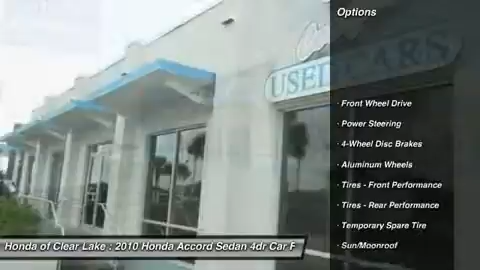 Options
USED CARS
· Front Wheel Drive
· Power Steering
· 4-Wheel Disc Brakes
· Aluminum Wheels
· Tires - Front Performance
· Tires - Rear Performance
· Temporary Spare Tire
· Sun/Moonroof
Honda of Clear Lake : 2010 Honda Accord Sedan 4dr Car F